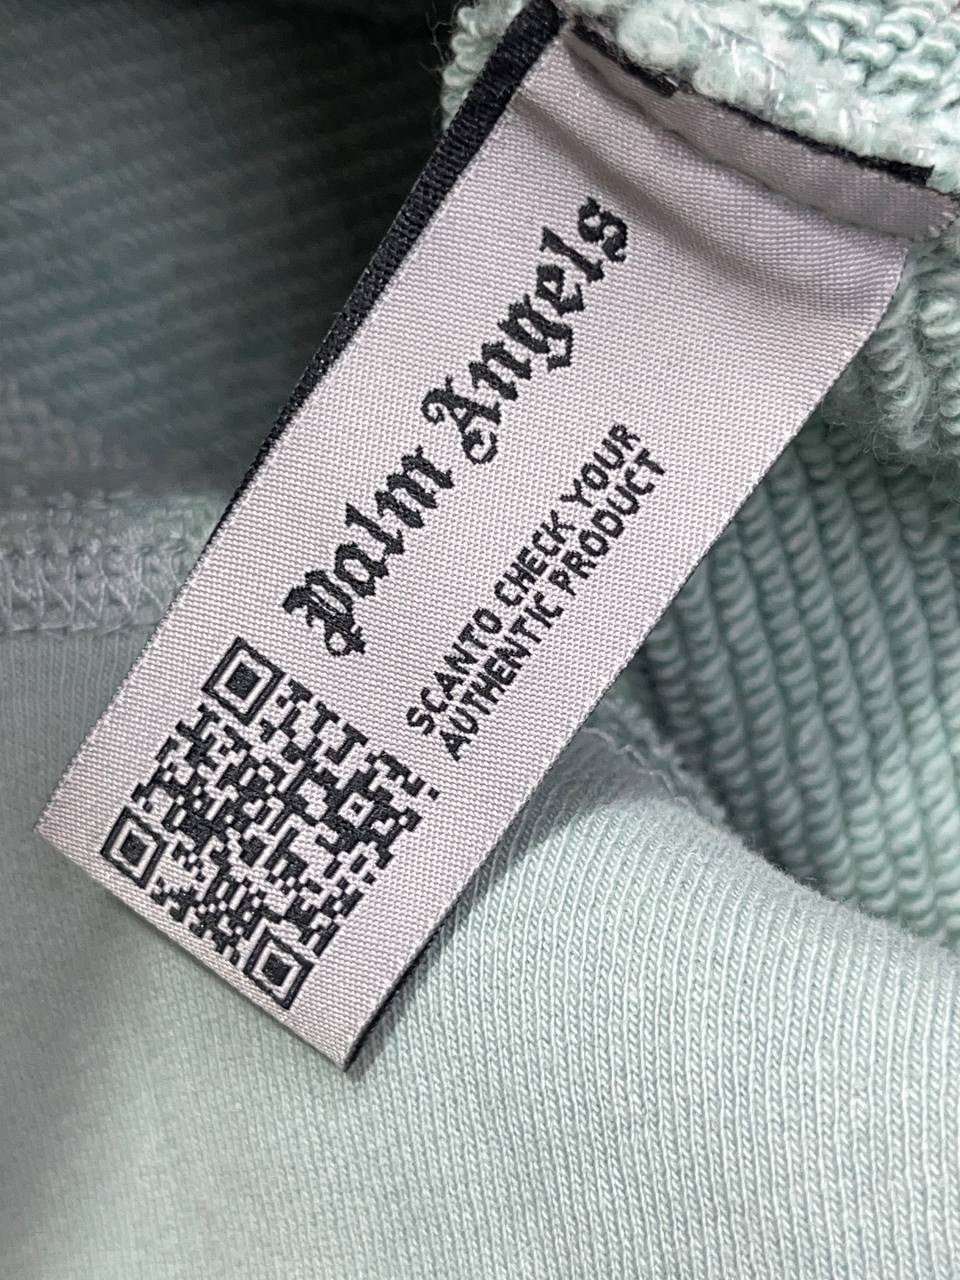 Palm Angels
SCANTO CHECK YOUR
AUTHENTIC PRODUCT